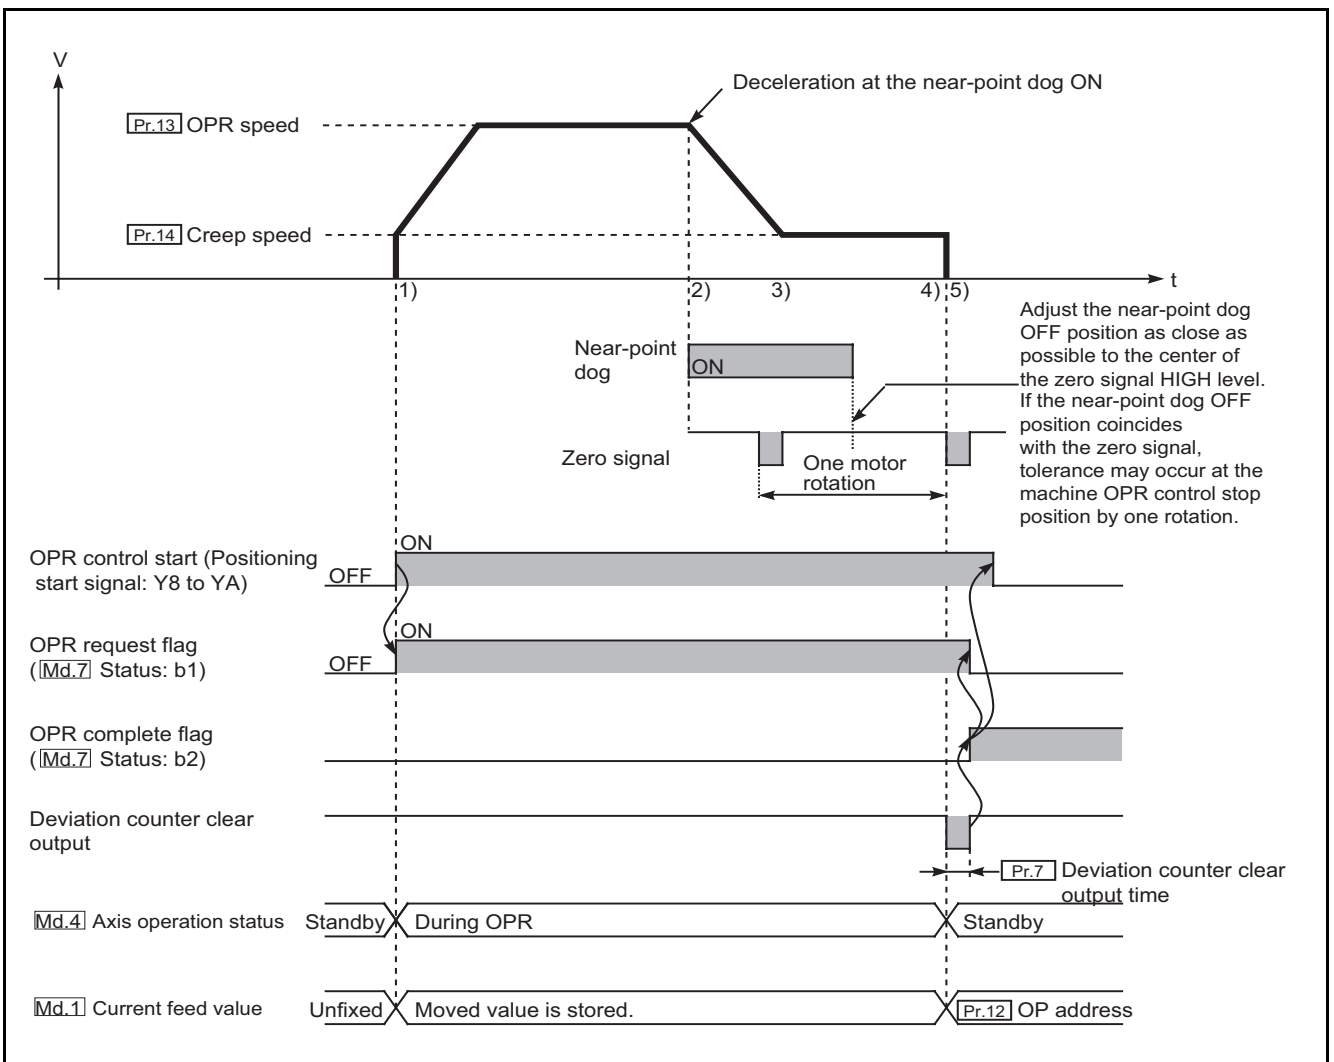 V
Deceleration at the near-point dog ON
Pr.13 OPR speed
Pr.14 Creep speed
1) 2) 3) 4) 5) t
Near-point
dog
ON
Adjust the near-point dog
OFF position as close as
possible to the center of
the zero signal HIGH level.
If the near-point dog OFF
position coincides
with the zero signal,
tolerance may occur at the
machine OPR control stop
position by one rotation.
Zero signal
One motor
rotation
OPR control start (Positioning
start signal: Y8 to YA)
OFF
ON
OPR request flag
(Md.7 Status: b1)
OFF
ON
OPR complete flag
(Md.7 Status: b2)
Deviation counter clear
output
Pr.7 Deviation counter clear
output time
Md.4 Axis operation status Standby During OPR Standby
Md.1 Current feed value Unfixed Moved value is stored. Pr.12 OP address